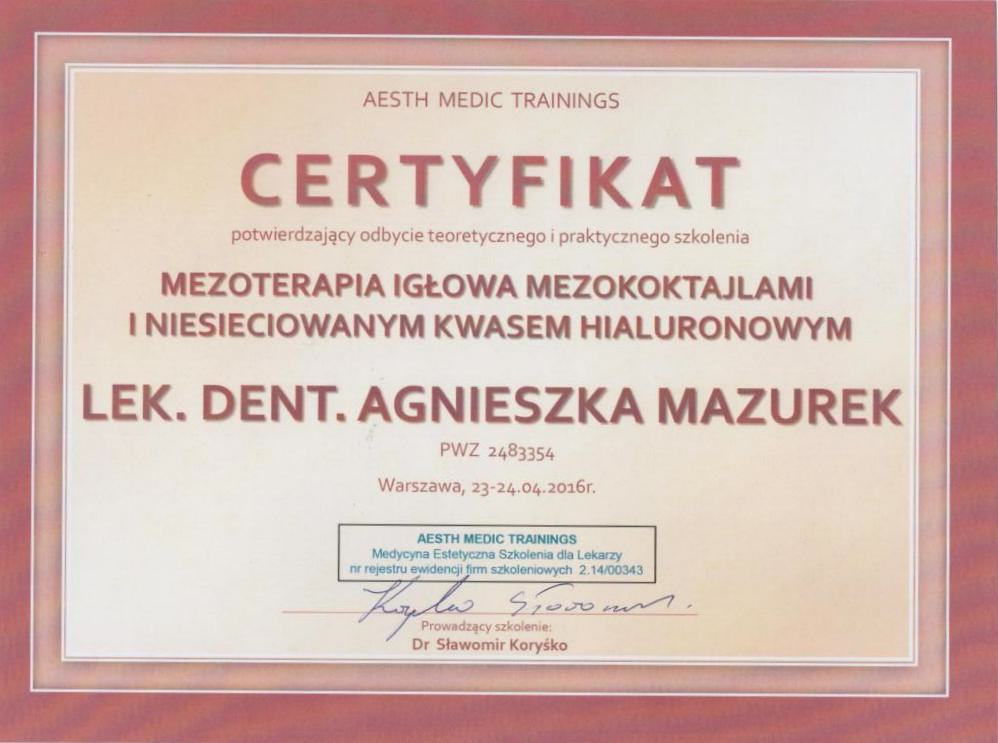 AESTH MEDIC TRAININGS
CERTYFIKAT
potwierdzający odbycie teoretycznego i praktycznego szkolenia
MEZOTERAPIA IGŁOWA MEZOKOKTAJLAMI
I NIESIECIOWANYM KWASEM HIALURONOWYM
LEK. DENT. AGNIESZKA MAZUREK
PWZ 2483354
Warszawa, 23-24.04.2016r.
AESTH MEDIC TRAININGS
Medycyna Estetyczna Szkolenia dla Lekarzy
nr rejestru ewidencji firm szkoleniowych 2.14/00343
Prowadzący szkolenie:
Dr Sławomir Koryśko